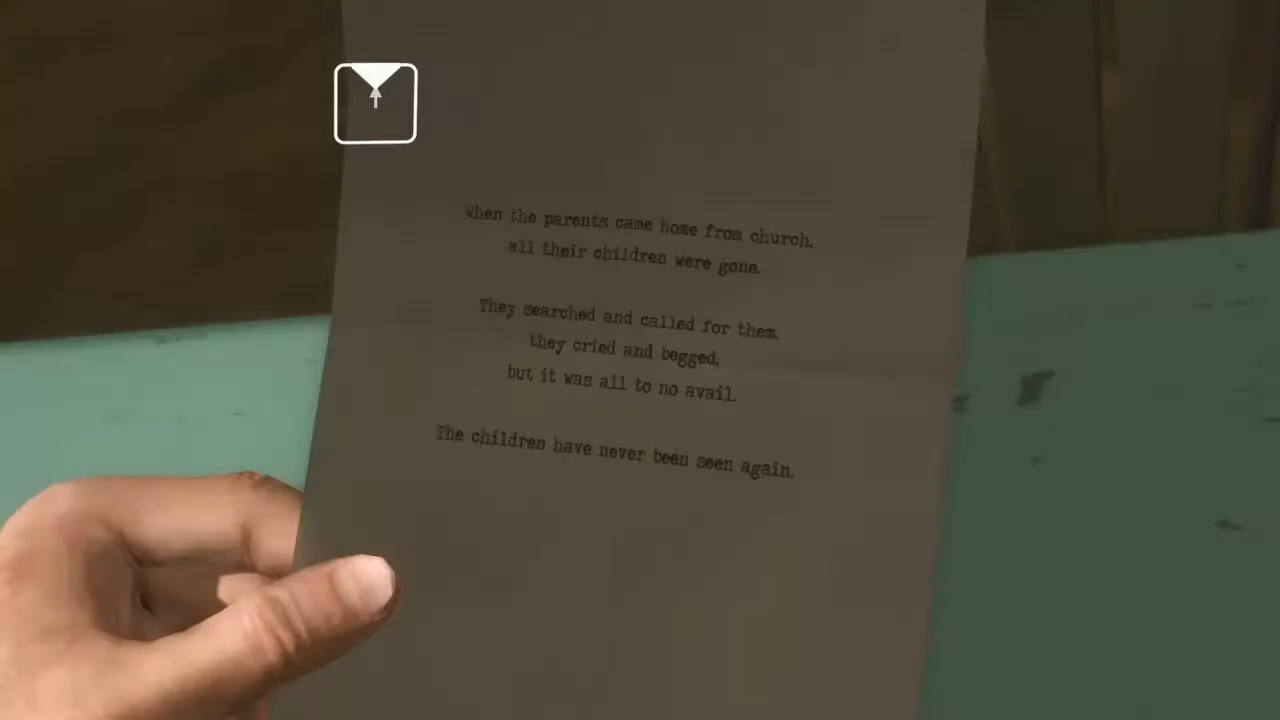 When the parents came home from church,
all their children were gone.
They searched and called for them,
they cried and begged,
but it was all to no avail.
The children have never been seen again.